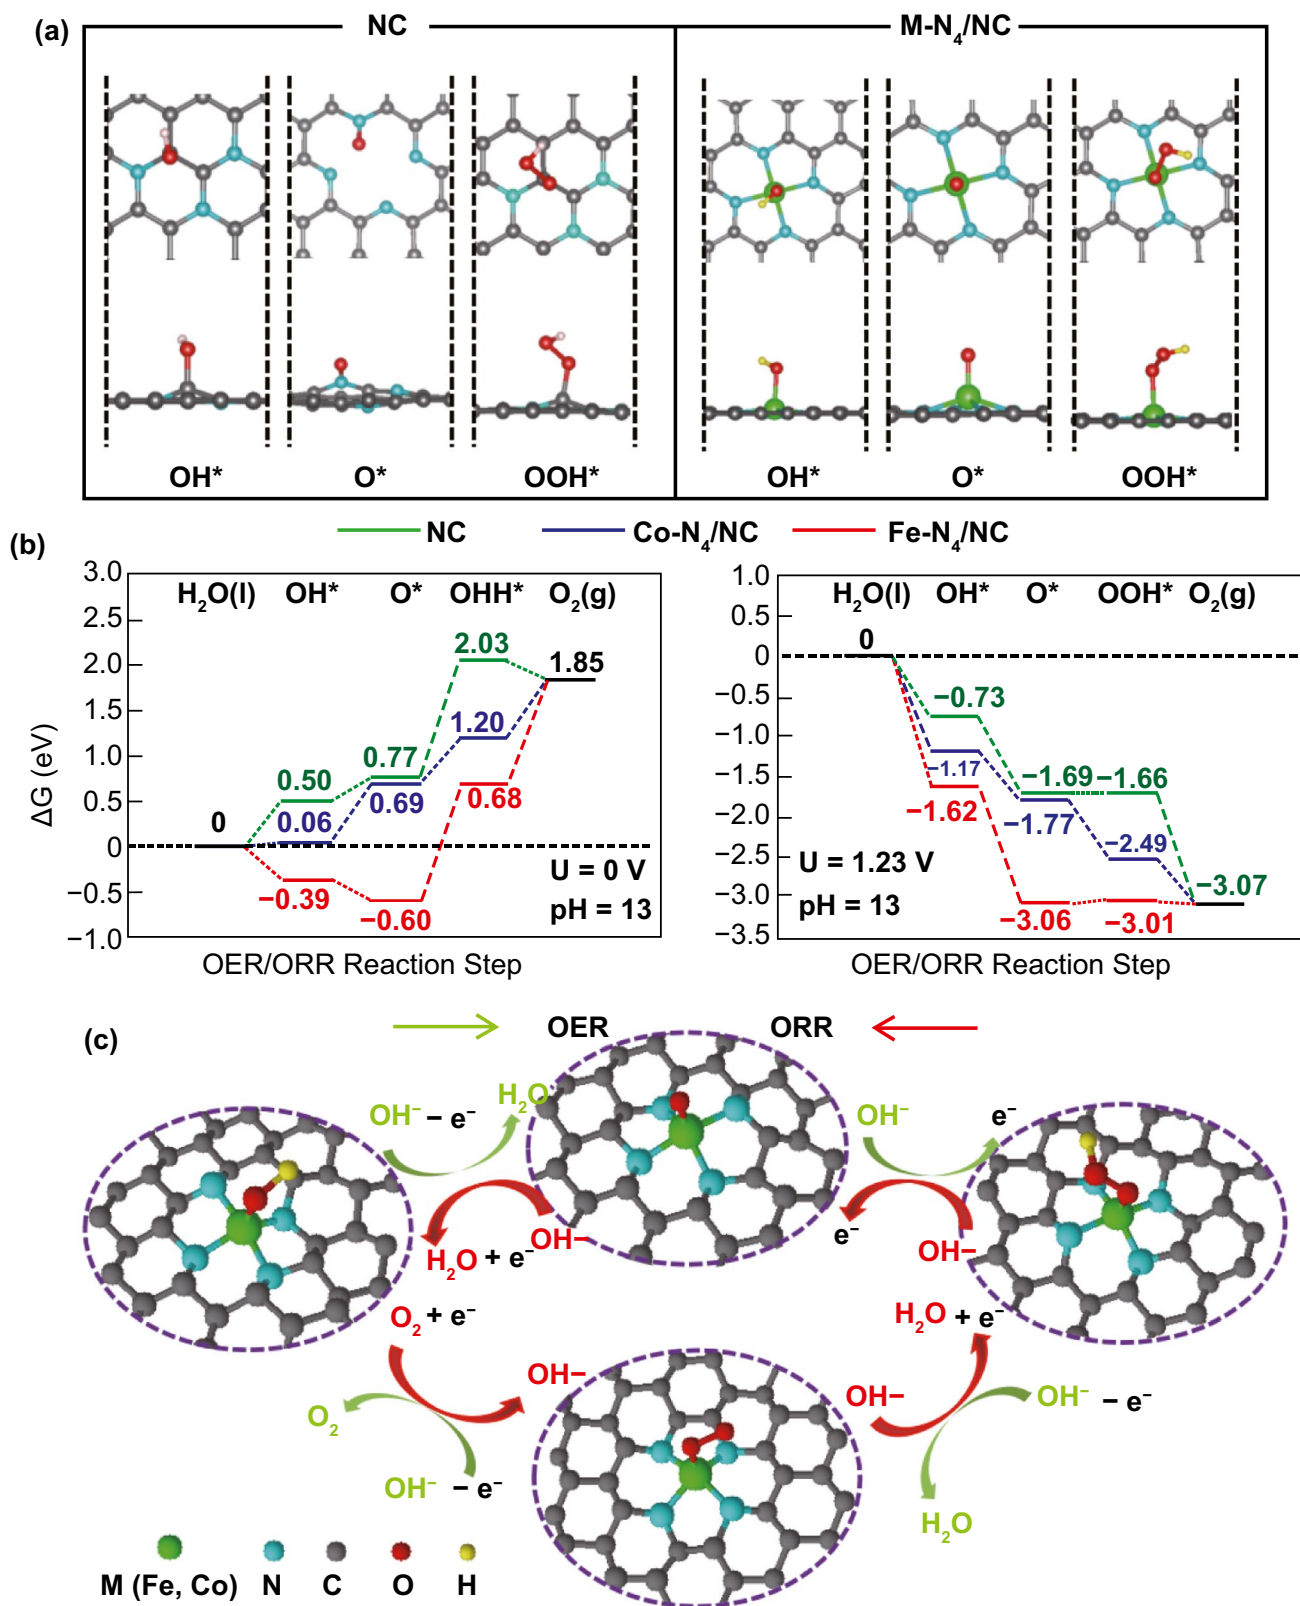 (a)
NC
M-N₄/NC
OH*
O*
OOH*
OH*
O*
OOH*
(b)
NC
Co-N₄/NC
Fe-N₄/NC
ΔG (eV)
3.0
2.5
2.0
1.5
1.0
0.5
0
−0.5
−1.0
H₂O(l)
OH*
O*
OHH*
O₂(g)
0
0.50
0.06
−0.39
0.77
0.69
−0.60
2.03
1.20
0.68
1.85
U = 0 V
pH = 13
OER/ORR Reaction Step
1.0
0.5
0
−0.5
−1.0
−1.5
−2.0
−2.5
−3.0
−3.5
H₂O(l)
OH*
O*
OOH*
O₂(g)
0
−0.73
−1.17
−1.62
−1.69
−1.77
−3.06
−1.66
−2.49
−3.01
−3.07
U = 1.23 V
pH = 13
OER/ORR Reaction Step
(c)
OER
ORR
OH⁻ − e⁻
H₂O
OH⁻
e⁻
H₂O + e⁻
OH−
e⁻
OH−
O₂ + e⁻
H₂O + e⁻
OH−
OH−
O₂
OH⁻ − e⁻
OH⁻ − e⁻
H₂O
M (Fe, Co)
N
C
O
H